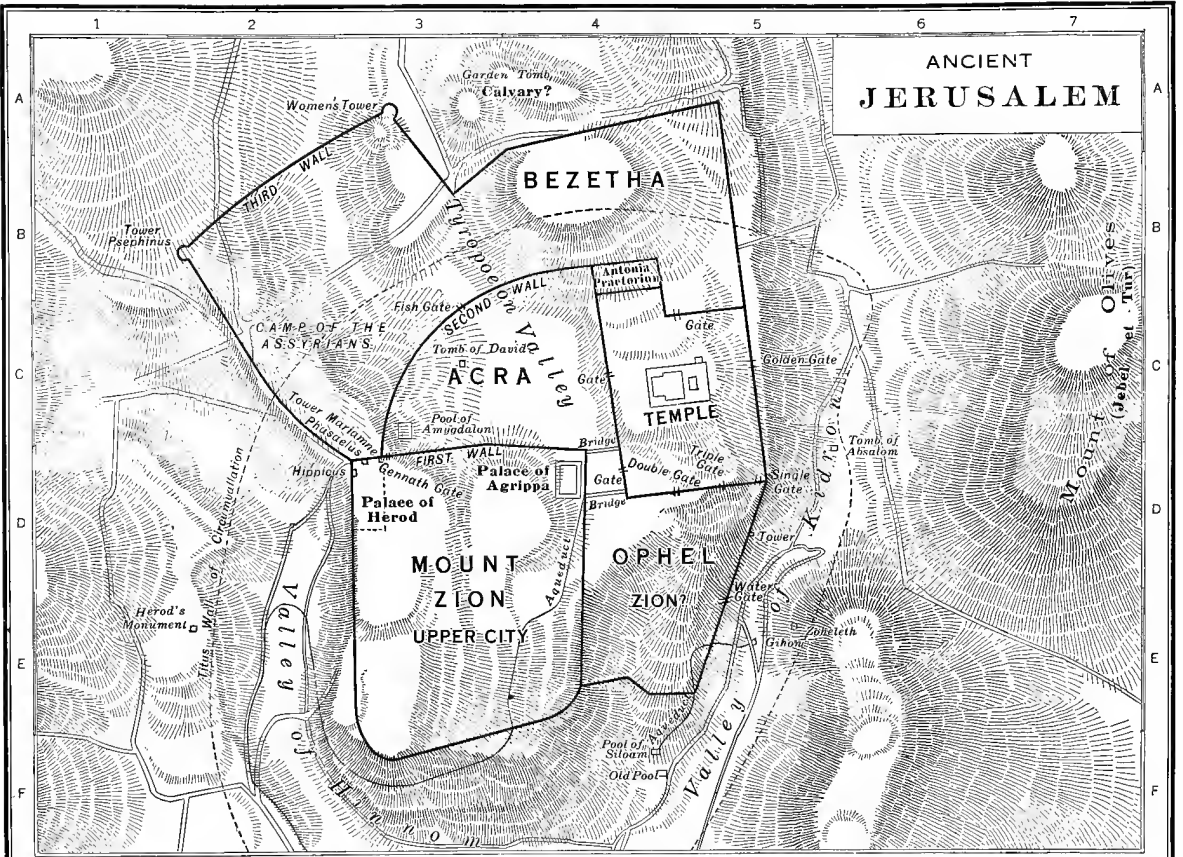 1 2 3 4 5 6 7
ANCIENT
JERUSALEM
A
A
Garden Tomb
Calvary?
Women's Tower
THIRD WALL
BEZETHA
B
B
Tower
Psephinus
Tyropoeon Valley
Antonia
Praetorion
Fish Gate
SECOND WALL
CAMP OF THE
ASSYRIANS
Gate
Mount of Olives
(Jebel et Tur)
C
C
Tomb of David
ACRA
Gate
Golden Gate
TEMPLE
Tower Mariamne
Phasaelus
Pool of
Amygdalon
Bridge
Triple
Gate
Tomb of
Absalom
Hippicus
Gennath Gate
FIRST WALL
Palace of
Agrippa
Gate
Double Gate
Single
Gate
Palace of
Herod
Bridge
D
D
Titus Wall of Circumvallation
Tower
MOUNT
ZION
UPPER CITY
Aqueduct
OPHEL
ZION?
Water
Gate
Herod's
Monument
Gihon
Zoheleth
E
E
Valley of Hinnom
Valley of Kidron
Aqueduc
Pool of
Siloam
Old Pool
F
F